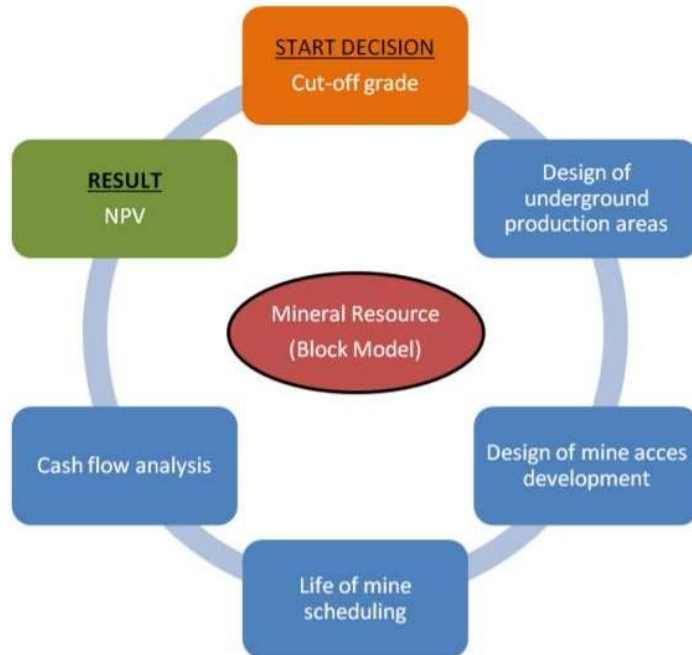 START DECISION
Cut-off grade
Design of
underground
production areas
Design of mine acces
development
Life of mine
scheduling
Cash flow analysis
RESULT
NPV
Mineral Resource
(Block Model)